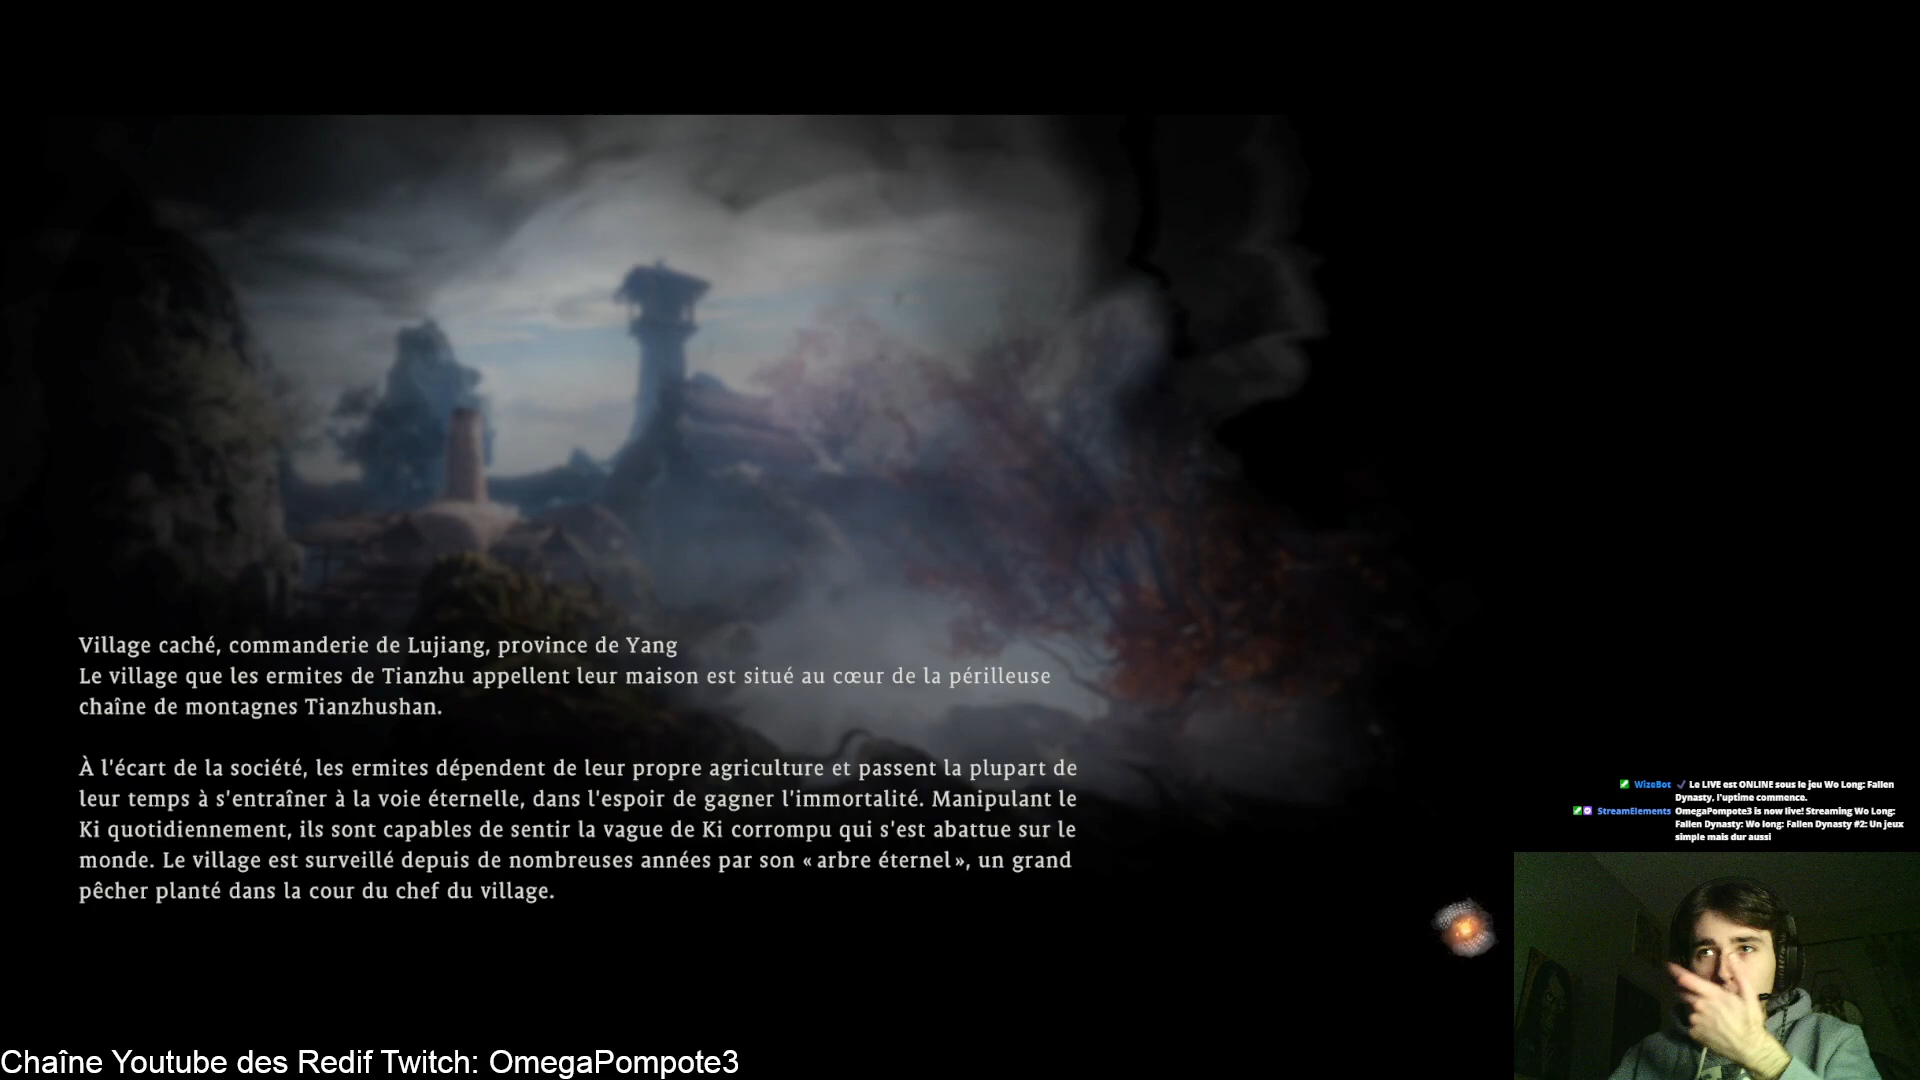 Village caché, commanderie de Lujiang, province de Yang
Le village que les ermites de Tianzhu appellent leur maison est situé au cœur de la périlleuse
chaîne de montagnes Tianzhushan.
À l'écart de la société, les ermites dépendent de leur propre agriculture et passent la plupart de
leur temps à s'entraîner à la voie éternelle, dans l'espoir de gagner l'immortalité. Manipulant le
Ki quotidiennement, ils sont capables de sentir la vague de Ki corrompu qui s'est abattue sur le
monde. Le village est surveillé depuis de nombreuses années par son « arbre éternel », un grand
pêcher planté dans la cour du chef du village.
WizeBot Le LIVE est ONLINE sous le jeu Wo Long: Fallen
Dynasty, l'uptime commence.
StreamElements OmegaPompote3 is now live! Streaming Wo Long:
Fallen Dynasty: Wo long: Fallen Dynasty #2: Un jeux
simple mais dur aussi
Chaîne Youtube des Redif Twitch: OmegaPompote3